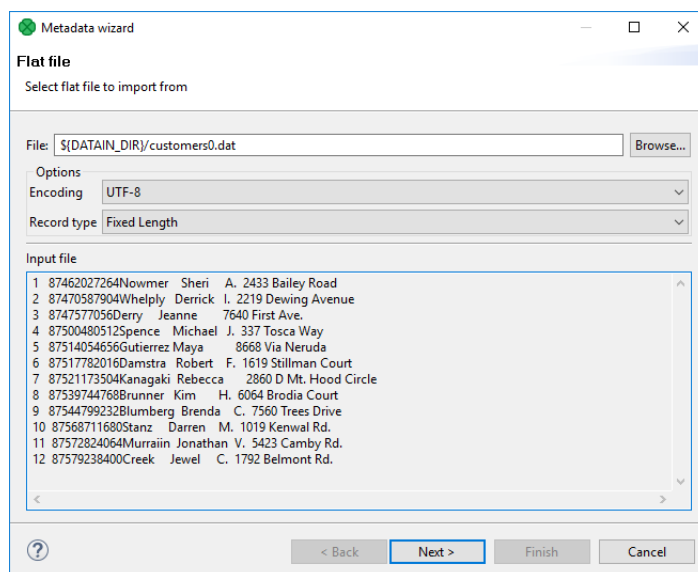 Metadata wizard
Flat file
Select flat file to import from
File: ${DATAIN_DIR}/customers0.dat Browse...
Options
Encoding UTF-8
Record type Fixed Length
Input file
1 87462027264Nowmer Sheri A. 2433 Bailey Road
2 87470587904Whelply Derrick I. 2219 Dewing Avenue
3 8747577056Derry Jeanne 7640 First Ave.
4 87500480512Spence Michael J. 337 Tosca Way
5 87514054656Gutierrez Maya 8668 Via Neruda
6 87517782016Damstra Robert F. 1619 Stillman Court
7 87521173504Kanagaki Rebecca 2860 D Mt. Hood Circle
8 87539744768Brunner Kim H. 6064 Brodia Court
9 87544799232Blumberg Brenda C. 7560 Trees Drive
10 87568711680Stanz Darren M. 1019 Kenwal Rd.
11 87572824064Murraiin Jonathan V. 5423 Camby Rd.
12 87579238400Creek Jewel C. 1792 Belmont Rd.
? < Back Next > Finish Cancel